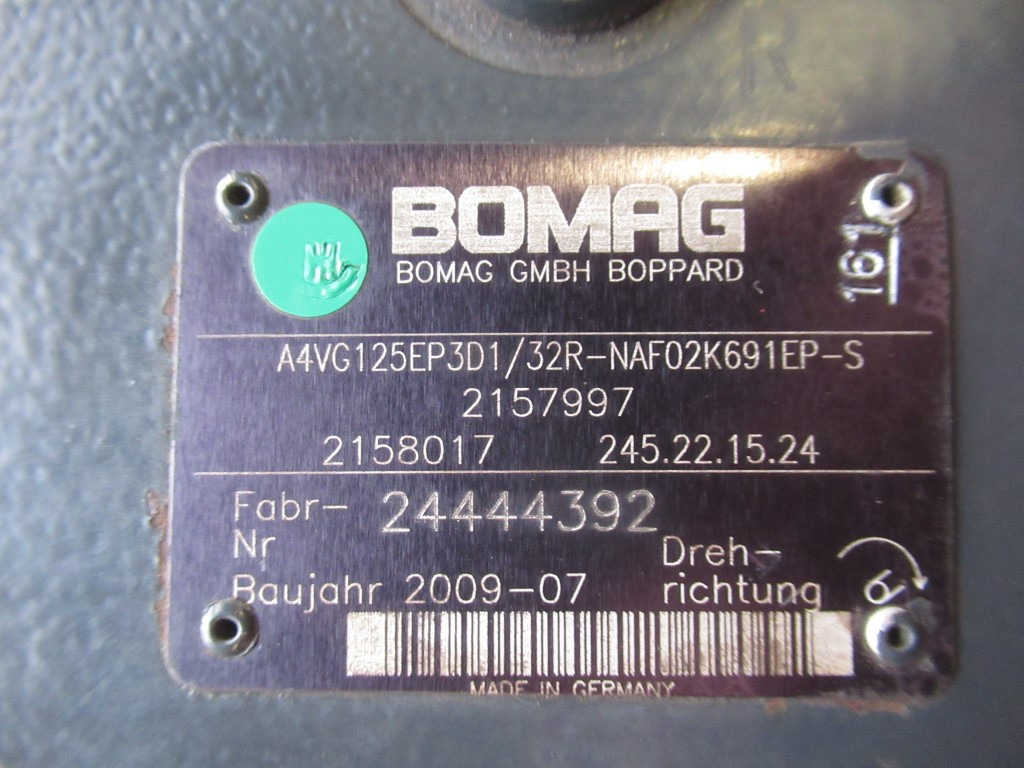 R
BOMAG
BOMAG GMBH BOPPARD
161
A4VG125EP3D1/32R-NAF02K691EP-S
2157997
2158017 245.22.15.24
Fabr-
Nr 24444392
Baujahr 2009-07
Dreh-
richtung
MADE IN GERMANY